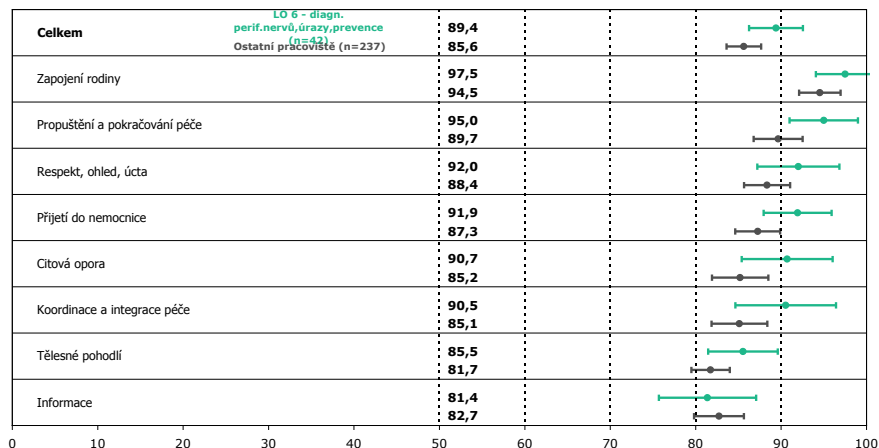 LO 6 - diagn.
perif.nervů,úrazy,prevence
(n=42)
Celkem
Ostatní pracoviště (n=237)
89,4
85,6
Zapojení rodiny
97,5
94,5
Propuštění a pokračování péče
95,0
89,7
Respekt, ohled, úcta
92,0
88,4
Přijetí do nemocnice
91,9
87,3
Citová opora
90,7
85,2
Koordinace a integrace péče
90,5
85,1
Tělesné pohodlí
85,5
81,7
Informace
81,4
82,7
0 10 20 30 40 50 60 70 80 90 100